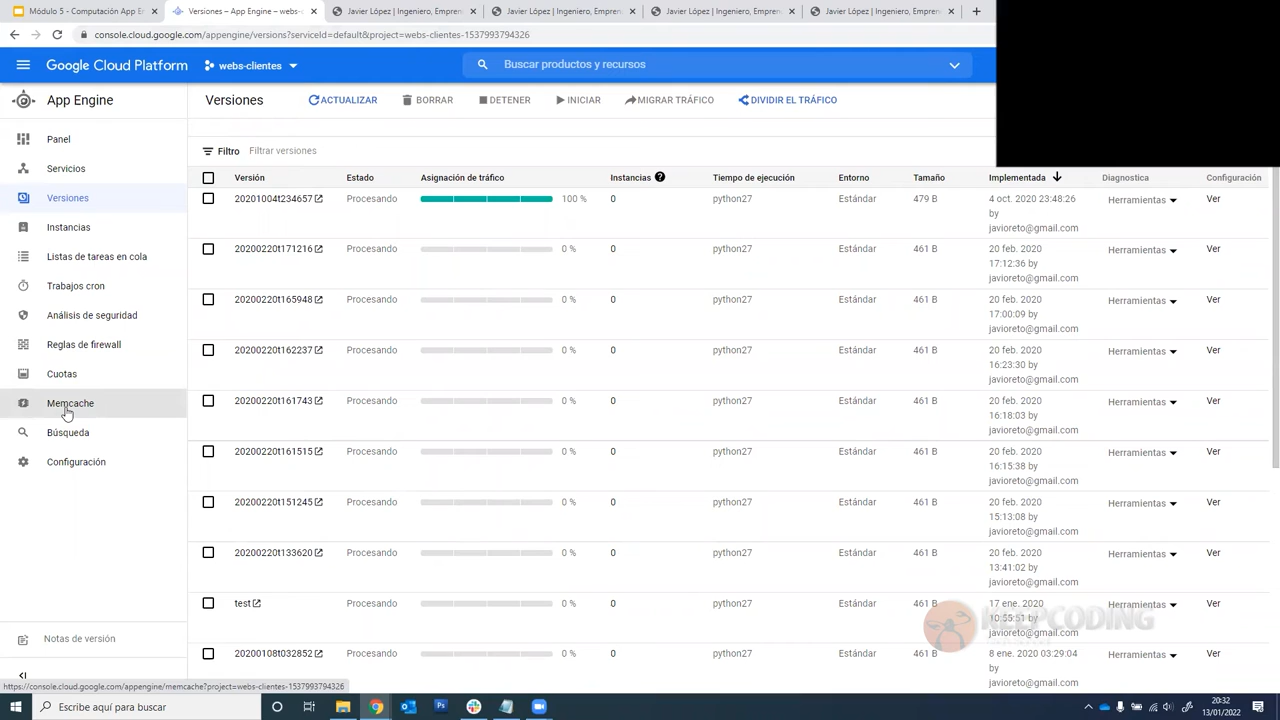 Módulo 5 - Computación APP Eng
Versiones – App Engine – webs-c
Javier López | Ingeniero, Empren
Javier López | Ingeniero, Empren
Javier López | Ingeniero, Empren
Javier López | Ingeniero, Empren
console.cloud.google.com/appengine/versions?serviceId=default&project=webs-clientes-1537993794326
Google Cloud Platform
webs-clientes
Buscar productos y recursos
App Engine
Versiones
ACTUALIZAR
BORRAR
DETENER
INICIAR
MIGRAR TRÁFICO
DIVIDIR EL TRÁFICO
Panel
Servicios
Versiones
Instancias
Listas de tareas en cola
Trabajos cron
Análisis de seguridad
Reglas de firewall
Cuotas
Memcache
Búsqueda
Configuración
Notas de versión
Filtro Filtrar versiones
Versión Estado Asignación de tráfico Instancias Tiempo de ejecución Entorno Tamaño Implementada Diagnostica Configuración
20201004t234657 Procesando 100 % 0 python27 Estándar 479 B 4 oct. 2020 23:48:26 Herramientas Ver
by
javioreto@gmail.com
20200220t171216 Procesando 0 % 0 python27 Estándar 461 B 20 feb. 2020 Herramientas Ver
17:12:36 by
javioreto@gmail.com
20200220t165948 Procesando 0 % 0 python27 Estándar 461 B 20 feb. 2020 Herramientas Ver
17:00:09 by
javioreto@gmail.com
20200220t162237 Procesando 0 % 0 python27 Estándar 461 B 20 feb. 2020 Herramientas Ver
16:23:30 by
javioreto@gmail.com
20200220t161743 Procesando 0 % 0 python27 Estándar 461 B 20 feb. 2020 Herramientas Ver
16:18:03 by
javioreto@gmail.com
20200220t161515 Procesando 0 % 0 python27 Estándar 461 B 20 feb. 2020 Herramientas Ver
16:15:38 by
javioreto@gmail.com
20200220t151245 Procesando 0 % 0 python27 Estándar 461 B 20 feb. 2020 Herramientas Ver
15:13:08 by
javioreto@gmail.com
20200220t133620 Procesando 0 % 0 python27 Estándar 461 B 20 feb. 2020 Herramientas Ver
13:41:02 by
javioreto@gmail.com
test Procesando 0 % 0 python27 Estándar 461 B 17 ene. 2020 Herramientas Ver
10:55:51 by
javioreto@gmail.com
KEEPCODING
20200108t032852 Procesando 0 % 0 python27 Estándar 461 B 8 ene. 2020 03:29:04 Herramientas Ver
by
javioreto@gmail.com
https://console.cloud.google.com/appengine/memcache?project=webs-clientes-1537993794326
Escribe aquí para buscar
20:32
13/01/2022